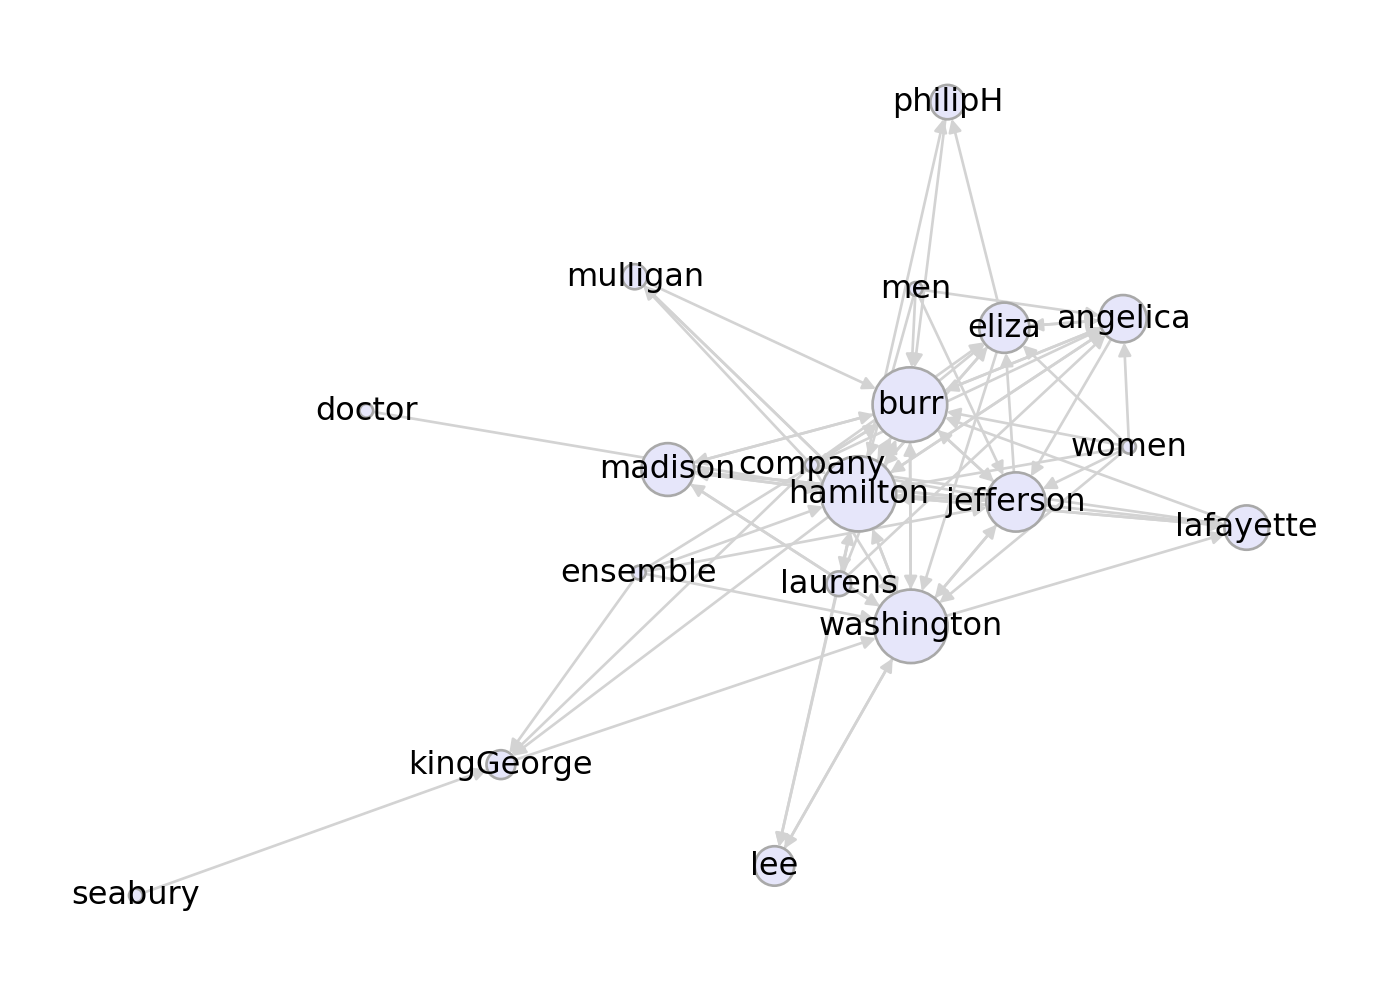 philipH
mulligan
men
angelica
eliza
burr
doctor
women
madison
company
hamilton
jefferson
lafayette
ensemble
laurens
washington
kingGeorge
lee
seabury